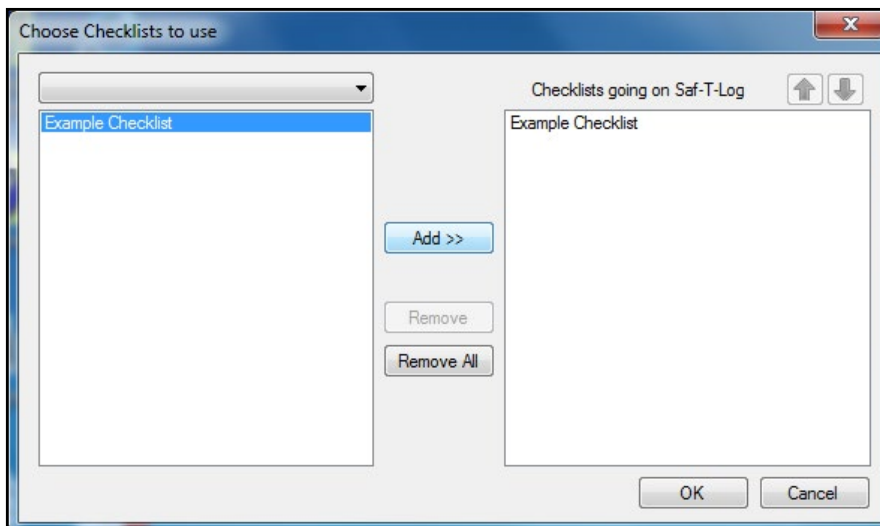 Choose Checklists to use
Checklists going on Saf-T-Log
Example Checklist
Example Checklist
Add >>
Remove
Remove All
OK
Cancel